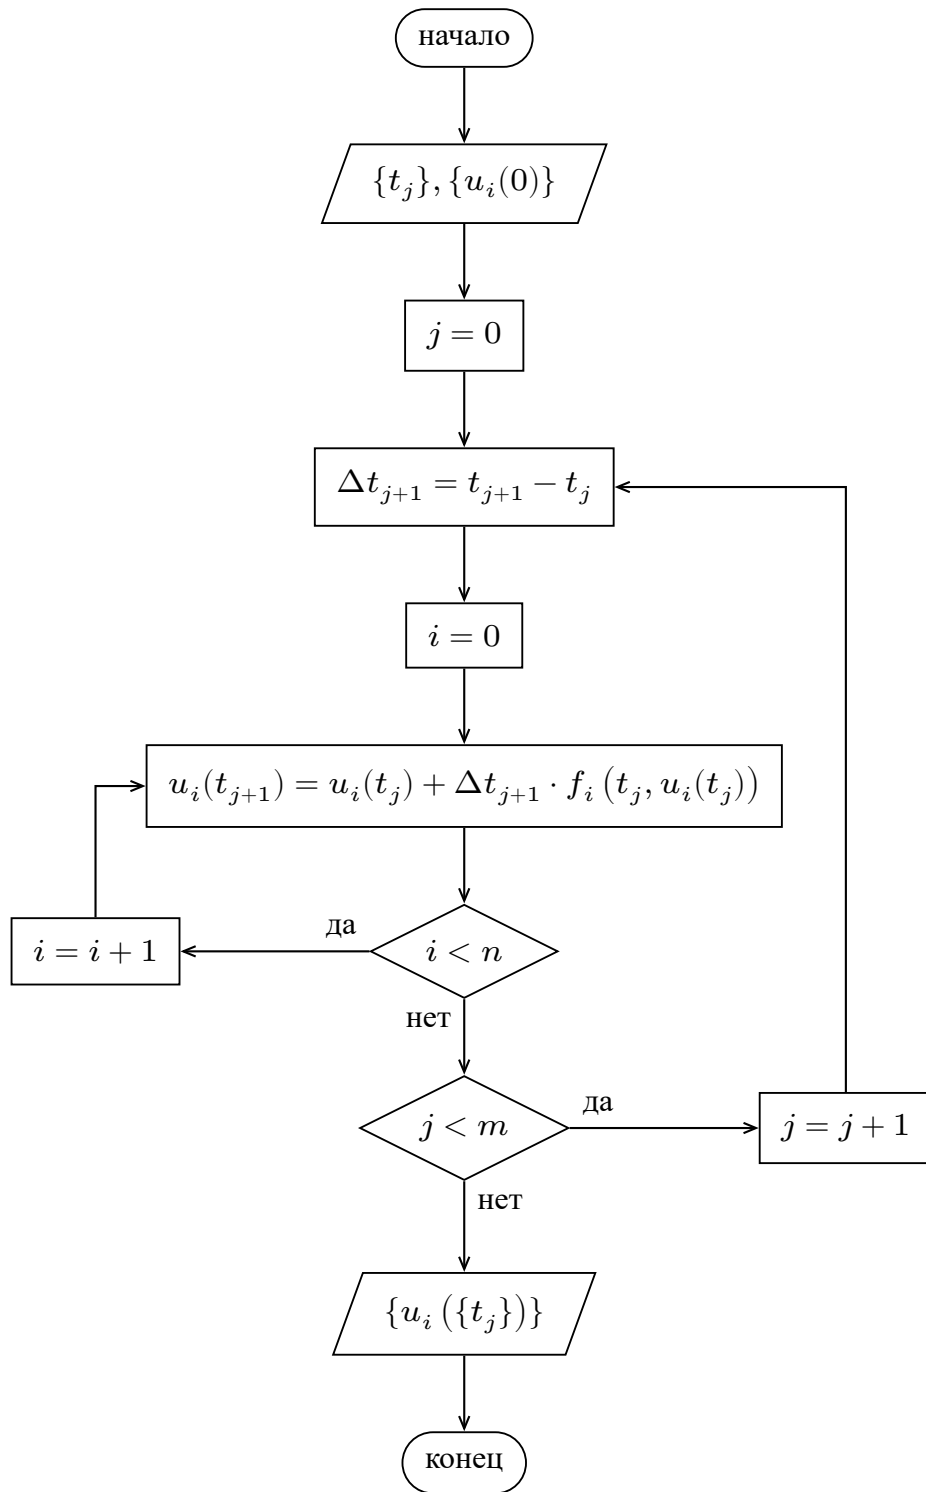 начало
{t_j}, {u_i(0)}
j = 0
Δt_{j+1} = t_{j+1} − t_j
i = 0
u_i(t_{j+1}) = u_i(t_j) + Δt_{j+1} · f_i (t_j, u_i(t_j))
да
i = i + 1
i < n
нет
да
j < m
j = j + 1
нет
{u_i ({t_j})}
конец